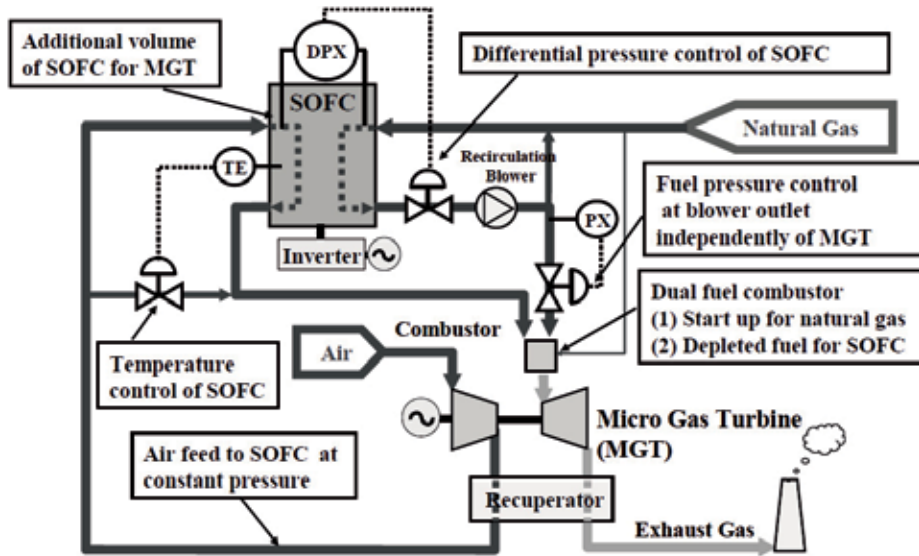 Additional volume
of SOFC for MGT
DPX
Differential pressure control of SOFC
SOFC
Natural Gas
TE
Recirculation
Blower
Fuel pressure control
at blower outlet
independently of MGT
PX
Inverter
Dual fuel combustor
(1) Start up for natural gas
(2) Depleted fuel for SOFC
Combustor
Air
Temperature
control of SOFC
Micro Gas Turbine
(MGT)
Air feed to SOFC at
constant pressure
Recuperator
Exhaust Gas